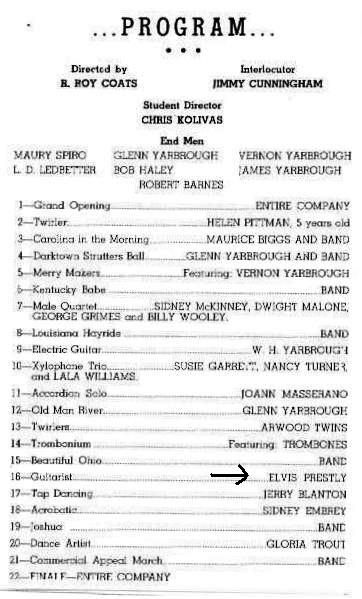 ...PROGRAM...
Directed by Interlocutor
R. ROY COATS JIMMY CUNNINGHAM
Student Director
CHRIS KOLIVAS
End Men
MAURY SPIRO GLENN YARBROUGH VERNON YARBROUGH
L. D. LEDBETTER BOB HALEY JAMES YARBROUGH
ROBERT BARNES
1—Grand Opening ENTIRE COMPANY
2—Twirler HELEN PITTMAN, 5 years old
3—Carolina in the Morning MAURICE BIGGS AND BAND
4—Darktown Strutters Ball GLENN YARBROUGH AND BAND
5—Merry Makers Featuring: VERNON YARBROUGH
6—Kentucky Babe BAND
7—Male Quartet SIDNEY McKINNEY, DWIGHT MALONE,
GEORGE GRIMES and BILLY WOOLEY.
8—Louisiana Hayride BAND
9—Electric Guitar W. H. YARBROUGH
10—Xylophone Trio SUSIE GARRETT, NANCY TURNER,
and LALA WILLIAMS.
11—Accordion Solo JOANN MASSERANO
12—Old Man River GLENN YARBROUGH
13—Twirlers ARWOOD TWINS
14—Trombonium Featuring: TROMBONES
15—Beautiful Ohio BAND
16—Guitarist ELVIS PRESTLY
17—Tap Dancing JERRY BLANTON
18—Acrobatic SIDNEY EMBREY
19—Joshua BAND
20—Dance Artist GLORIA TROUT
21—Commercial Appeal March BAND
22—FINALE—ENTIRE COMPANY